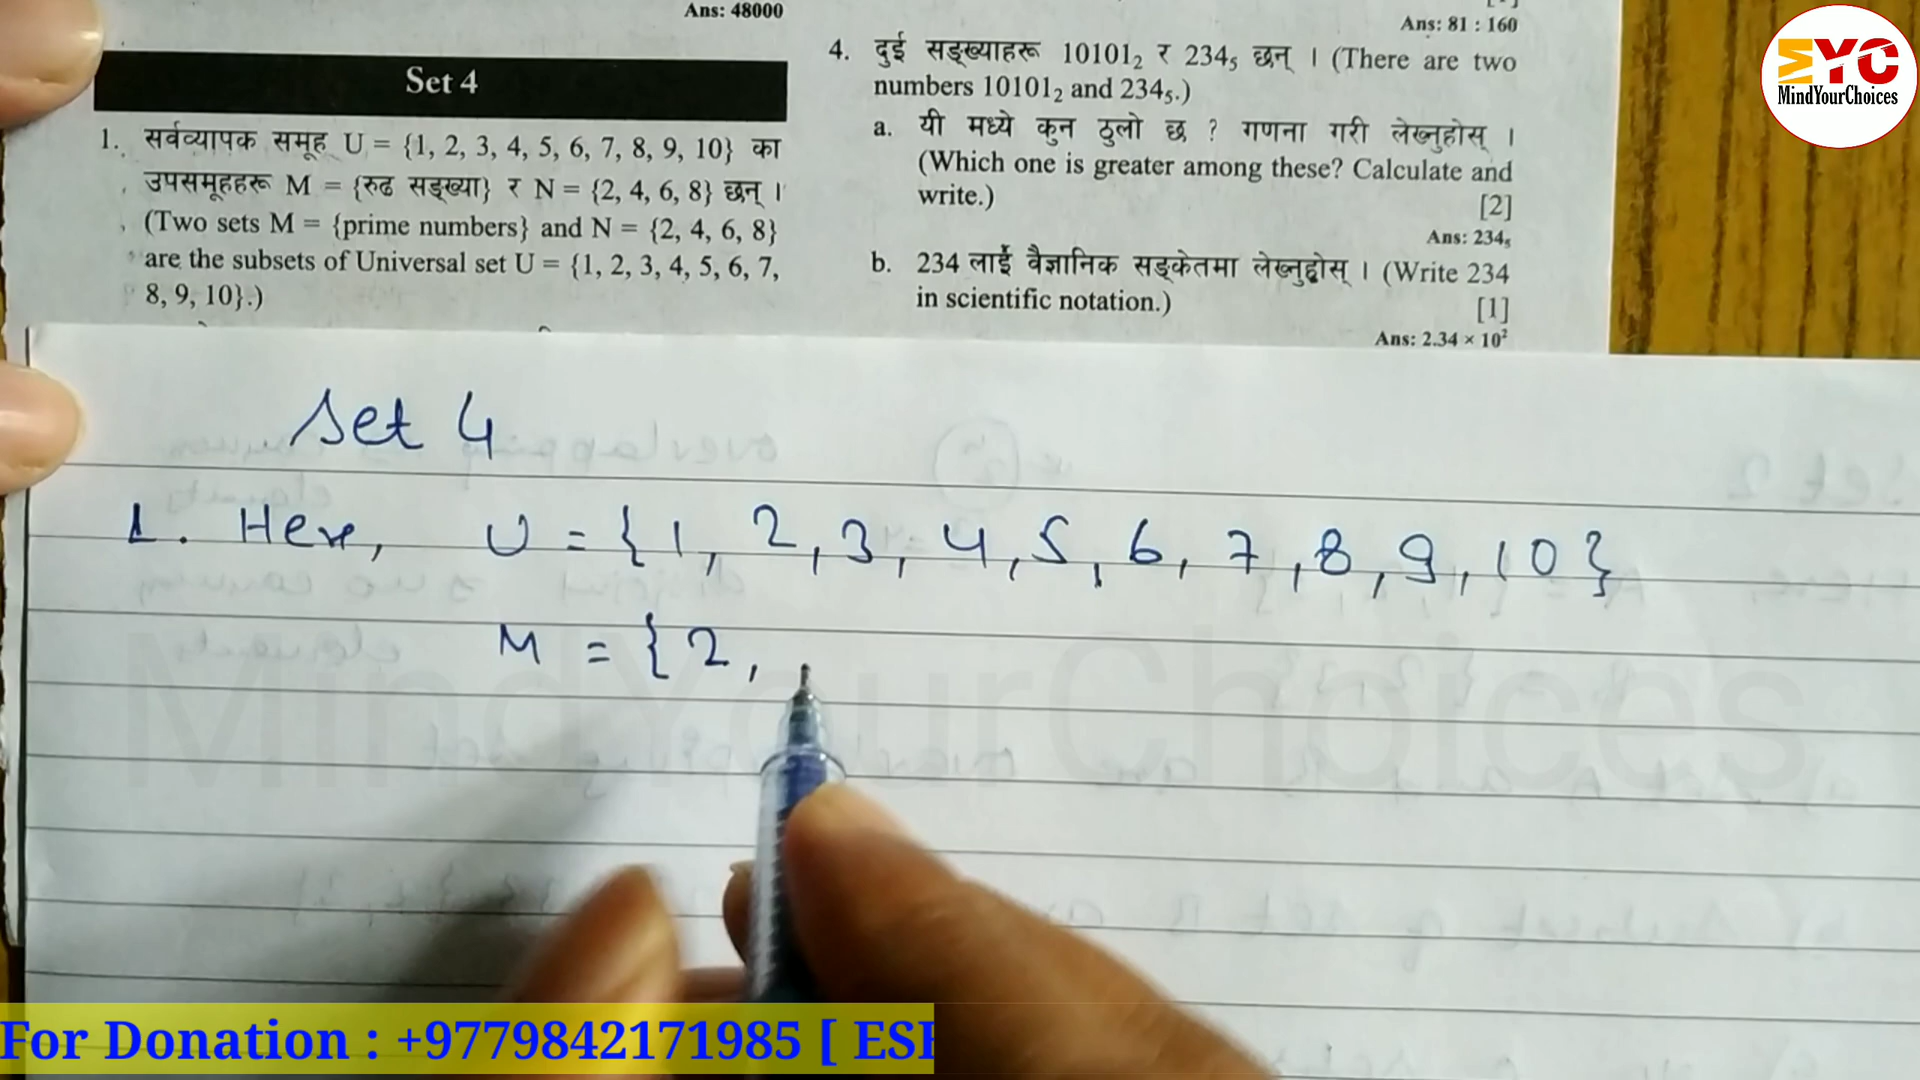 Ans: 48000
Set 4
1. सर्वव्यापक समूह U = {1, 2, 3, 4, 5, 6, 7, 8, 9, 10} का
उपसमूहहरू M = {रुढ सङ्ख्या} र N = {2, 4, 6, 8} छन् ।
(Two sets M = {prime numbers} and N = {2, 4, 6, 8}
are the subsets of Universal set U = {1, 2, 3, 4, 5, 6, 7,
8, 9, 10}.)
Ans: 81 : 160
4. दुई सङ्ख्याहरू 10101₂ र 234₅ छन् । (There are two
numbers 10101₂ and 234₅.)
a. यी मध्ये कुन ठुलो छ ? गणना गरी लेख्नुहोस् ।
(Which one is greater among these? Calculate and
write.) [2]
Ans: 234₅
b. 234 लाई वैज्ञानिक सङ्केतमा लेख्नुहोस् । (Write 234
in scientific notation.) [1]
Ans: 2.34 × 10²
MYC
MindYourChoices
Set 4
1. Here, U = {1, 2, 3, 4, 5, 6, 7, 8, 9, 10}
M = {2,
MindYourChoices
For Donation : +9779842171985 [